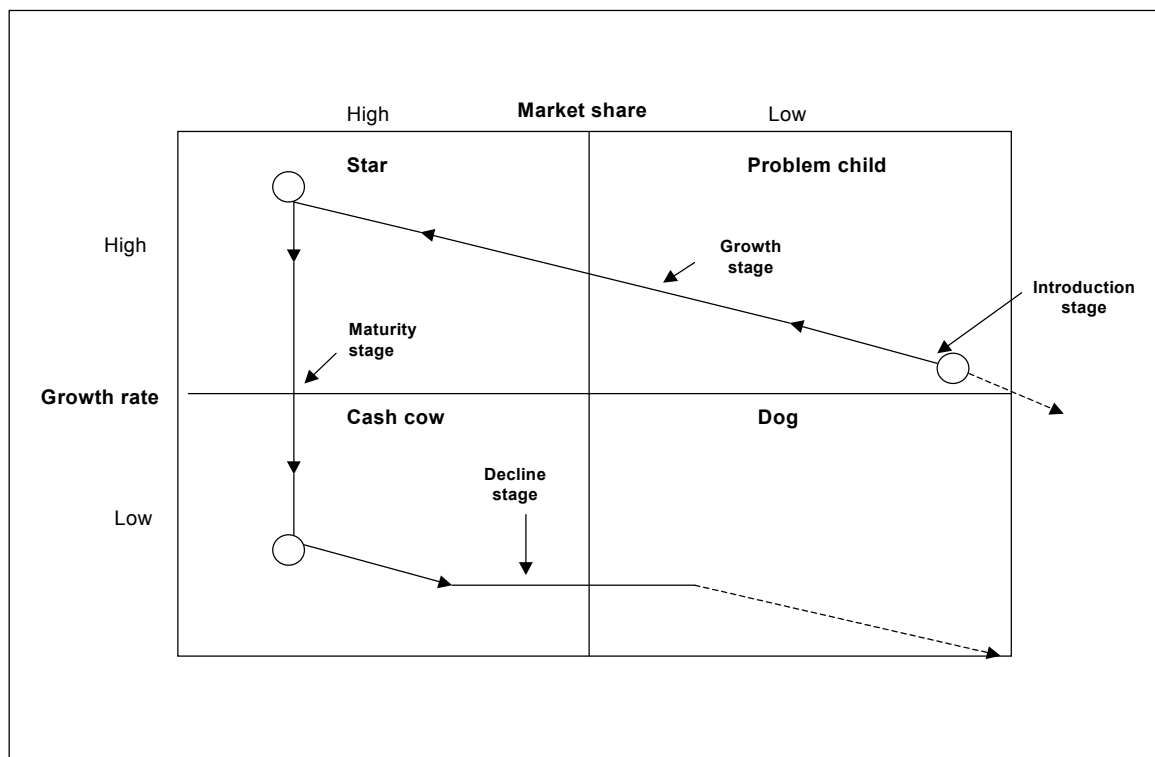 High
Market share
Low
Star
Problem child
High
Growth
stage
Introduction
stage
Maturity
stage
Growth rate
Cash cow
Dog
Decline
stage
Low